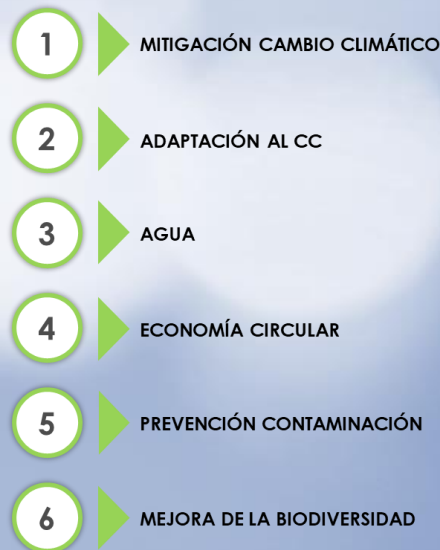 1 MITIGACIÓN CAMBIO CLIMÁTICO
2 ADAPTACIÓN AL CC
3 AGUA
4 ECONOMÍA CIRCULAR
5 PREVENCIÓN CONTAMINACIÓN
6 MEJORA DE LA BIODIVERSIDAD